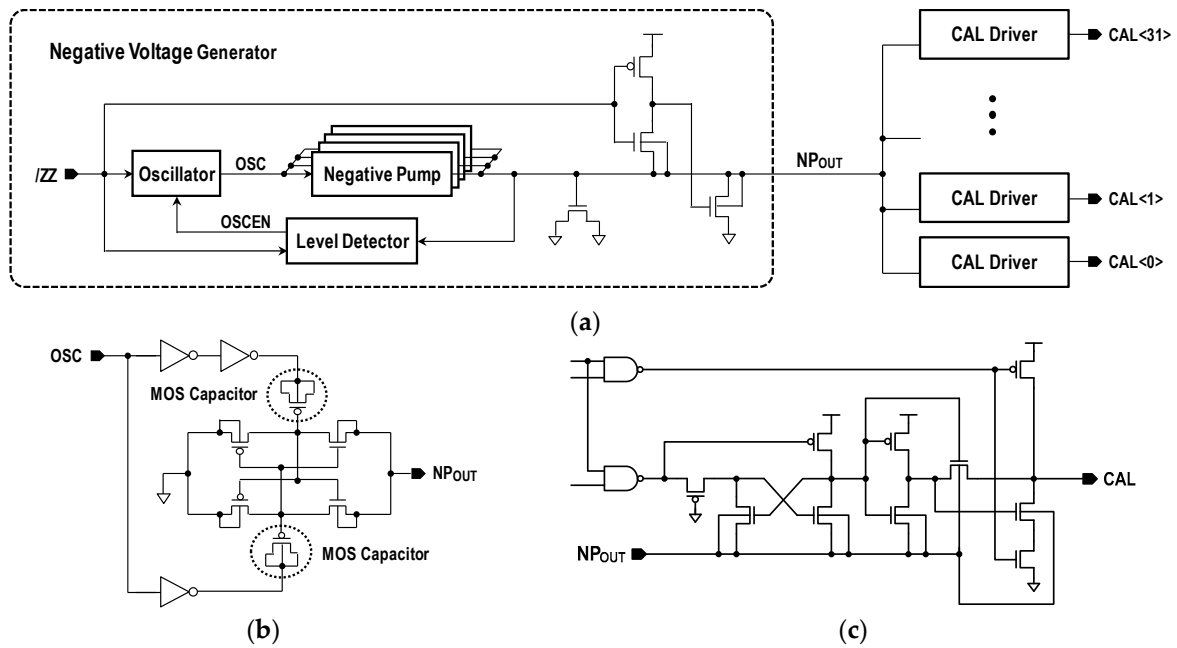 (a)
Negative Voltage Generator
/ZZ
Oscillator
OSC
Negative Pump
OSCEN
Level Detector
NPOUT
CAL Driver
CAL<31>
CAL Driver
CAL<1>
CAL Driver
CAL<0>
OSC
MOS Capacitor
NPOUT
MOS Capacitor
(b)
NPOUT
CAL
(c)